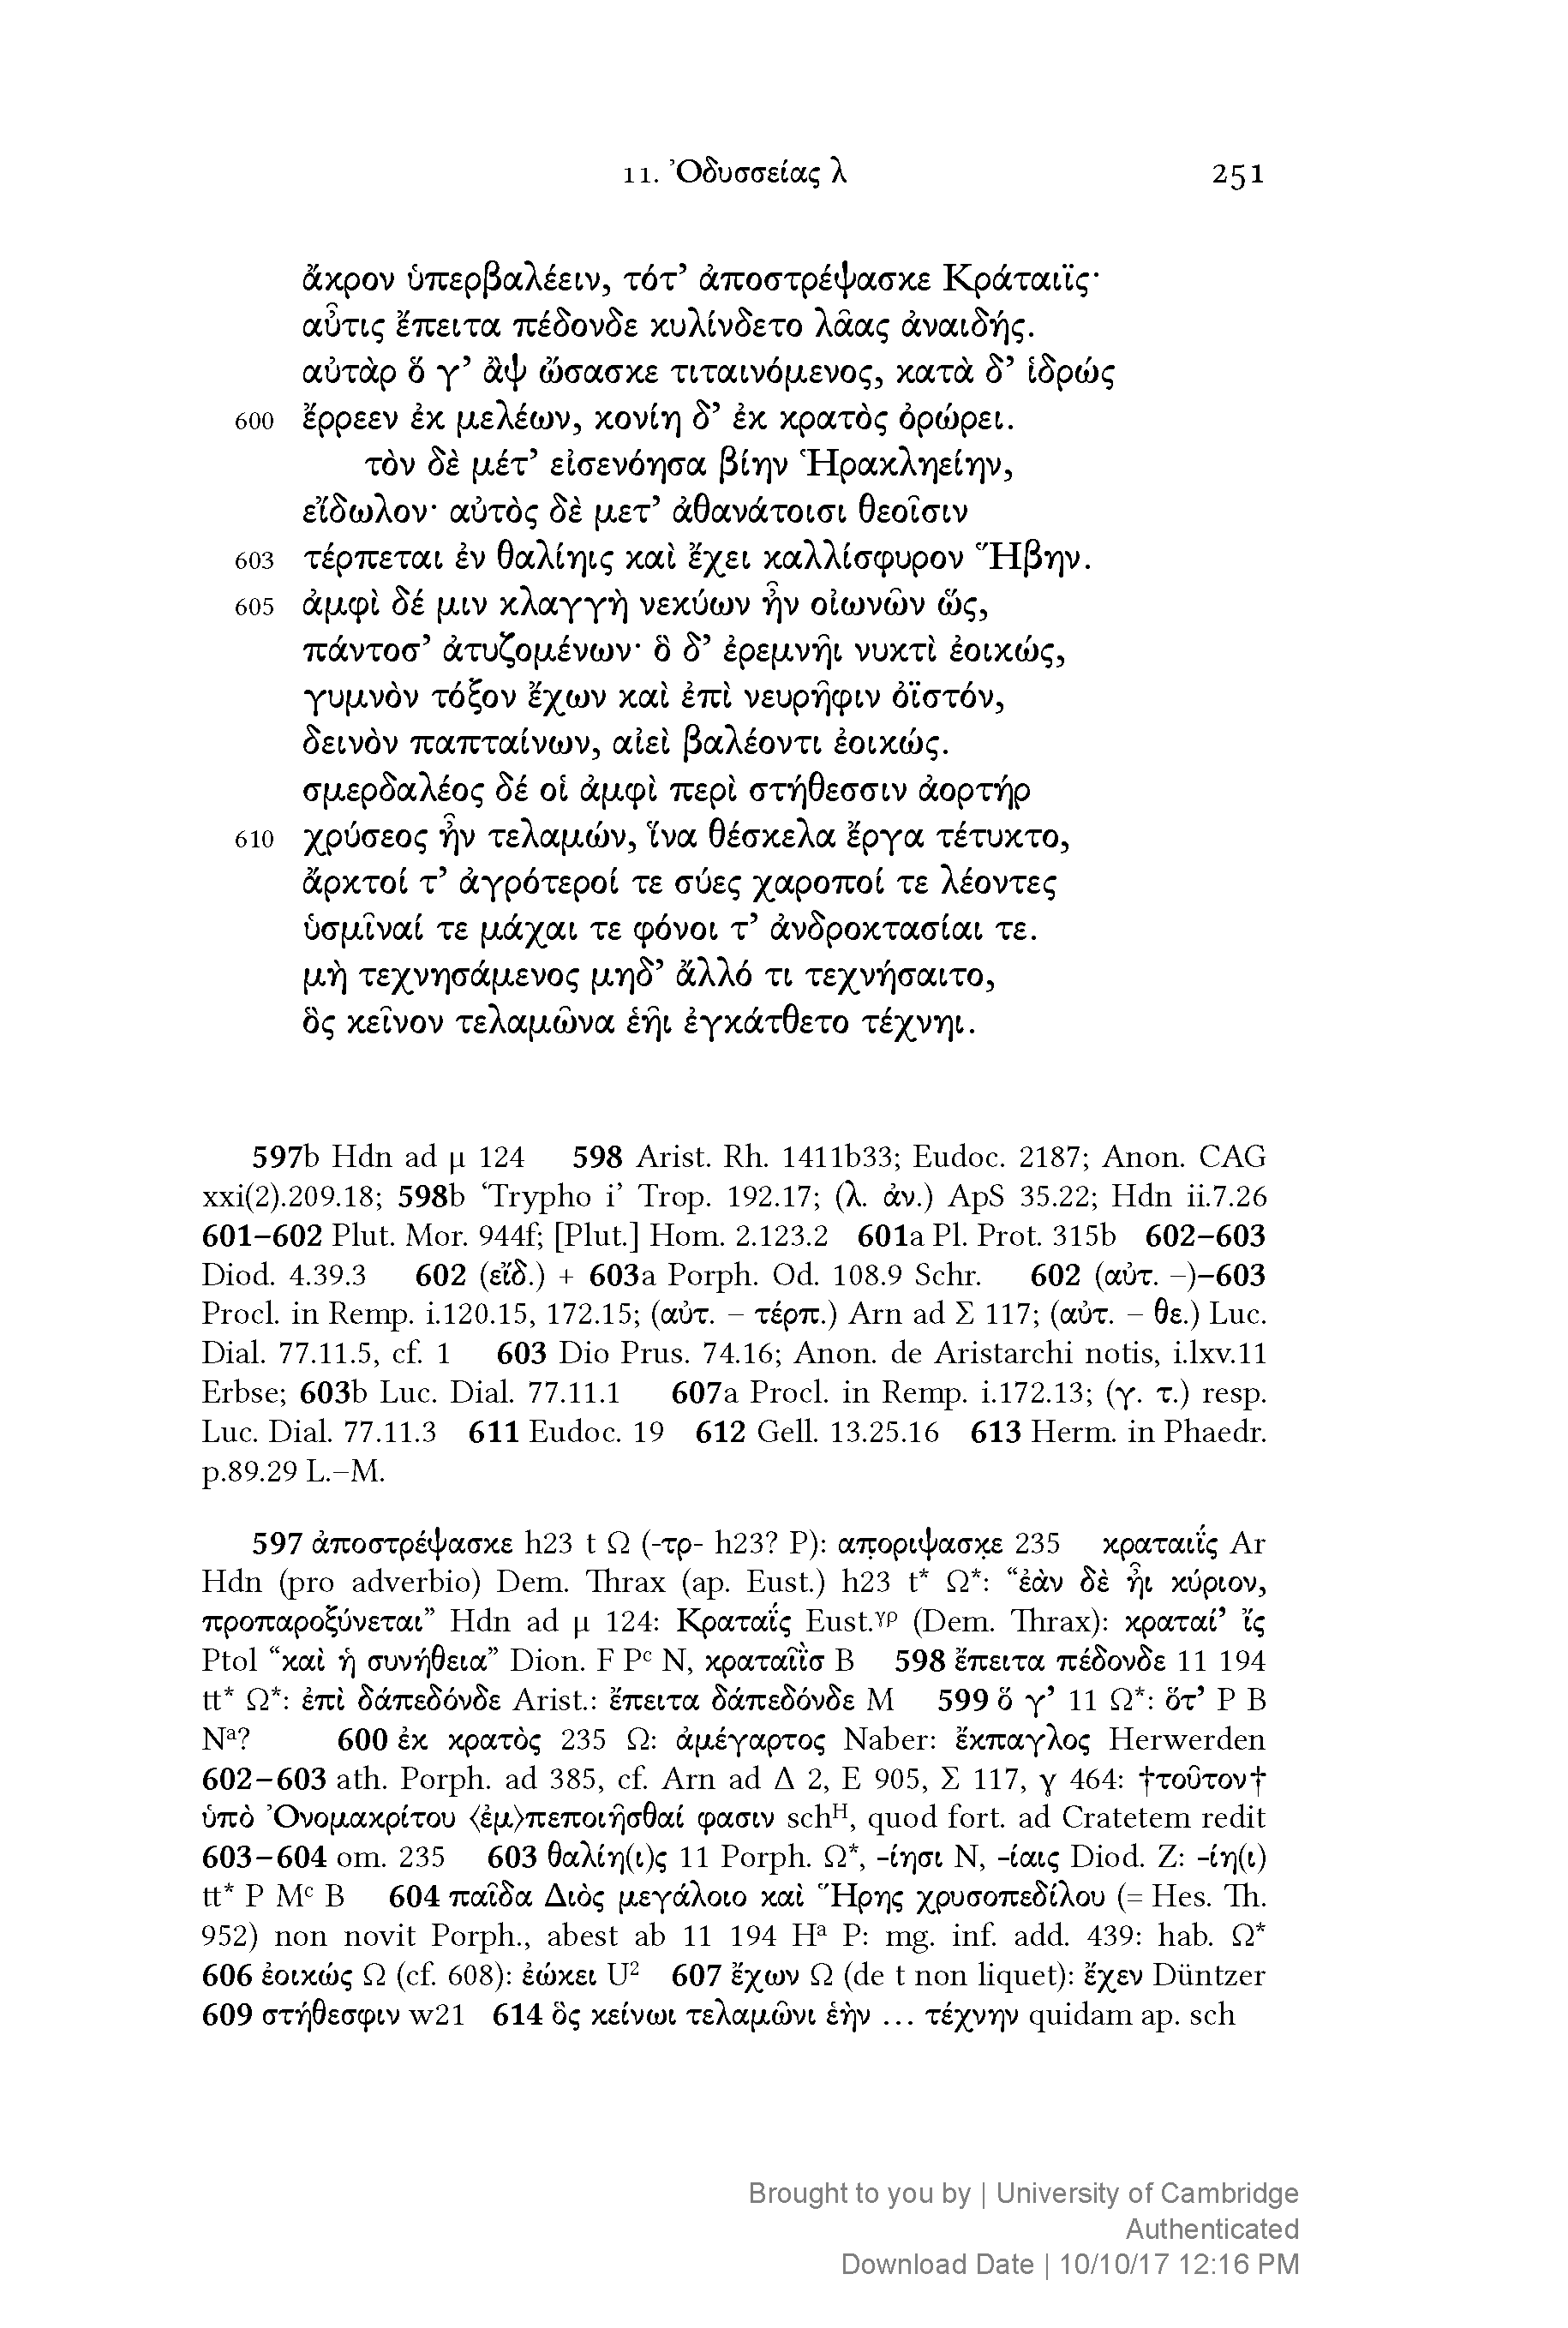 11. Ὀδυσσείας λ 251
ἄκρον ὑπερβαλέειν, τότ’ ἀποστρέψασκε Κράταιϊς·
αὖτις ἔπειτα πέδονδε κυλίνδετο λᾶας ἀναιδής.
αὐτὰρ ὅ γ’ ἂψ ὤσασκε τιταινόμενος, κατὰ δ’ ἱδρώς
600 ἔρρεεν ἐκ μελέων, κονίη δ’ ἐκ κρατὸς ὀρώρει.
τὸν δὲ μέτ’ εἰσενόησα βίην Ἡρακληείην,
εἴδωλον· αὐτὸς δὲ μετ’ ἀθανάτοισι θεοῖσιν
603 τέρπεται ἐν θαλίηις καὶ ἔχει καλλίσφυρον Ἥβην.
605 ἀμφὶ δέ μιν κλαγγὴ νεκύων ἦν οἰωνῶν ὥς,
πάντοσ’ ἀτυζομένων· ὃ δ’ ἐρεμνῆι νυκτὶ ἐοικώς,
γυμνὸν τόξον ἔχων καὶ ἐπὶ νευρῆφιν ὀϊστόν,
δεινὸν παπταίνων, αἰεὶ βαλέοντι ἐοικώς.
σμερδαλέος δέ οἱ ἀμφὶ περὶ στήθεσσιν ἀορτήρ
610 χρύσεος ἦν τελαμών, ἵνα θέσκελα ἔργα τέτυκτο,
ἄρκτοί τ’ ἀγρότεροί τε σύες χαροποί τε λέοντες
ὑσμῖναί τε μάχαι τε φόνοι τ’ ἀνδροκτασίαι τε.
μὴ τεχνησάμενος μηδ’ ἄλλό τι τεχνήσαιτο,
ὃς κεῖνον τελαμῶνα ἑῆι ἐγκάτθετο τέχνηι.
597b Hdn ad μ 124 598 Arist. Rh. 1411b33; Eudoc. 2187; Anon. CAG
xxi(2).209.18; 598b ‘Trypho i’ Trop. 192.17; (λ. ἀν.) ApS 35.22; Hdn ii.7.26
601–602 Plut. Mor. 944f; [Plut.] Hom. 2.123.2 601a Pl. Prot. 315b 602–603
Diod. 4.39.3 602 (εἴδ.) + 603a Porph. Od. 108.9 Schr. 602 (αὐτ. –)–603
Procl. in Remp. i.120.15, 172.15; (αὐτ. – τέρπ.) Arn ad Σ 117; (αὐτ. – θε.) Luc.
Dial. 77.11.5, cf. 1 603 Dio Prus. 74.16; Anon. de Aristarchi notis, i.lxv.11
Erbse; 603b Luc. Dial. 77.11.1 607a Procl. in Remp. i.172.13; (γ. τ.) resp.
Luc. Dial. 77.11.3 611 Eudoc. 19 612 Gell. 13.25.16 613 Herm. in Phaedr.
p.89.29 L.–M.
597 ἀποστρέψασκε h23 t Ω (-τρ- h23? P): απ̣οριψασκ̣ε 235 κραταιΐς Ar
Hdn (pro adverbio) Dem. Thrax (ap. Eust.) h23 t* Ω*: “ἐὰν δὲ ἦι κύριον,
προπαροξύνεται” Hdn ad μ 124: Κραταΐς Eust.γρ (Dem. Thrax): κραταί’ ἴς
Ptol “καὶ ἡ συνήθεια” Dion. F Pᶜ N, κραταῖῒσ B 598 ἔπειτα πέδονδε 11 194
tt* Ω*: ἐπὶ δάπεδόνδε Arist.: ἔπειτα δάπεδόνδε M 599 ὅ γ’ 11 Ω*: ὅτ’ P B
Nᵃ? 600 ἐκ κρατὸς 235 Ω: ἀμέγαρτος Naber: ἔκπαγλος Herwerden
602–603 ath. Porph. ad 385, cf. Arn ad Δ 2, E 905, Σ 117, γ 464: †τοῦτον†
ὑπὸ Ὀνομακρίτου ⟨ἐμ⟩πεποιῆσθαί φασιν schᴴ, quod fort. ad Cratetem redit
603–604 om. 235 603 θαλίη(ι)ς 11 Porph. Ω*, -ίησι N, -ίαις Diod. Z: -ίη(ι)
tt* P Mᶜ B 604 παῖδα Διὸς μεγάλοιο καὶ Ἥρης χρυσοπεδίλου (= Hes. Th.
952) non novit Porph., abest ab 11 194 Hᵃ P: mg. inf. add. 439: hab. Ω*
606 ἐοικώς Ω (cf. 608): ἐώκει U² 607 ἔχων Ω (de t non liquet): ἔχεν Düntzer
609 στήθεσφιν w21 614 ὃς κείνωι τελαμῶνι ἑὴν ... τέχνην quidam ap. sch
Brought to you by | University of Cambridge
Authenticated
Download Date | 10/10/17 12:16 PM